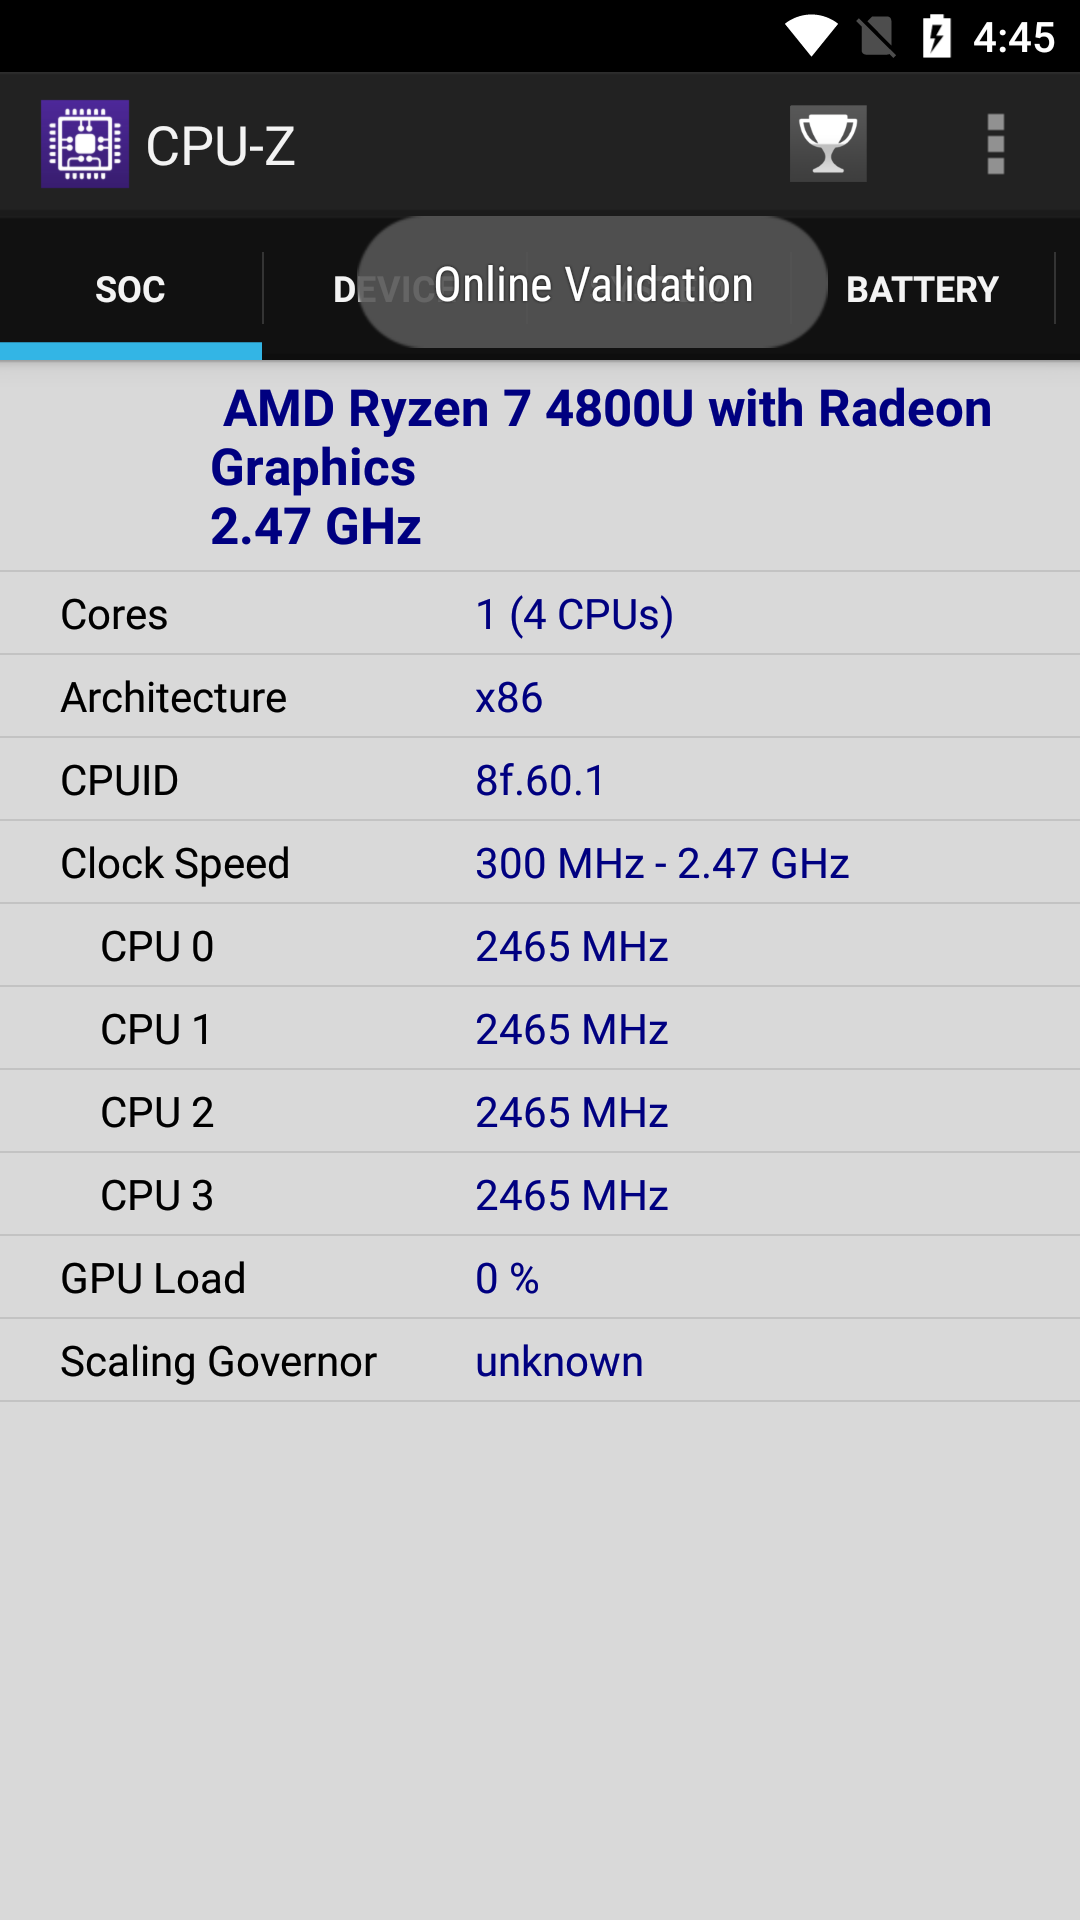 4:45
CPU-Z
SOC
DEVICE
Online Validation
BATTERY
AMD Ryzen 7 4800U with Radeon
Graphics
2.47 GHz
Cores 1 (4 CPUs)
Architecture x86
CPUID 8f.60.1
Clock Speed 300 MHz - 2.47 GHz
CPU 0 2465 MHz
CPU 1 2465 MHz
CPU 2 2465 MHz
CPU 3 2465 MHz
GPU Load 0 %
Scaling Governor unknown